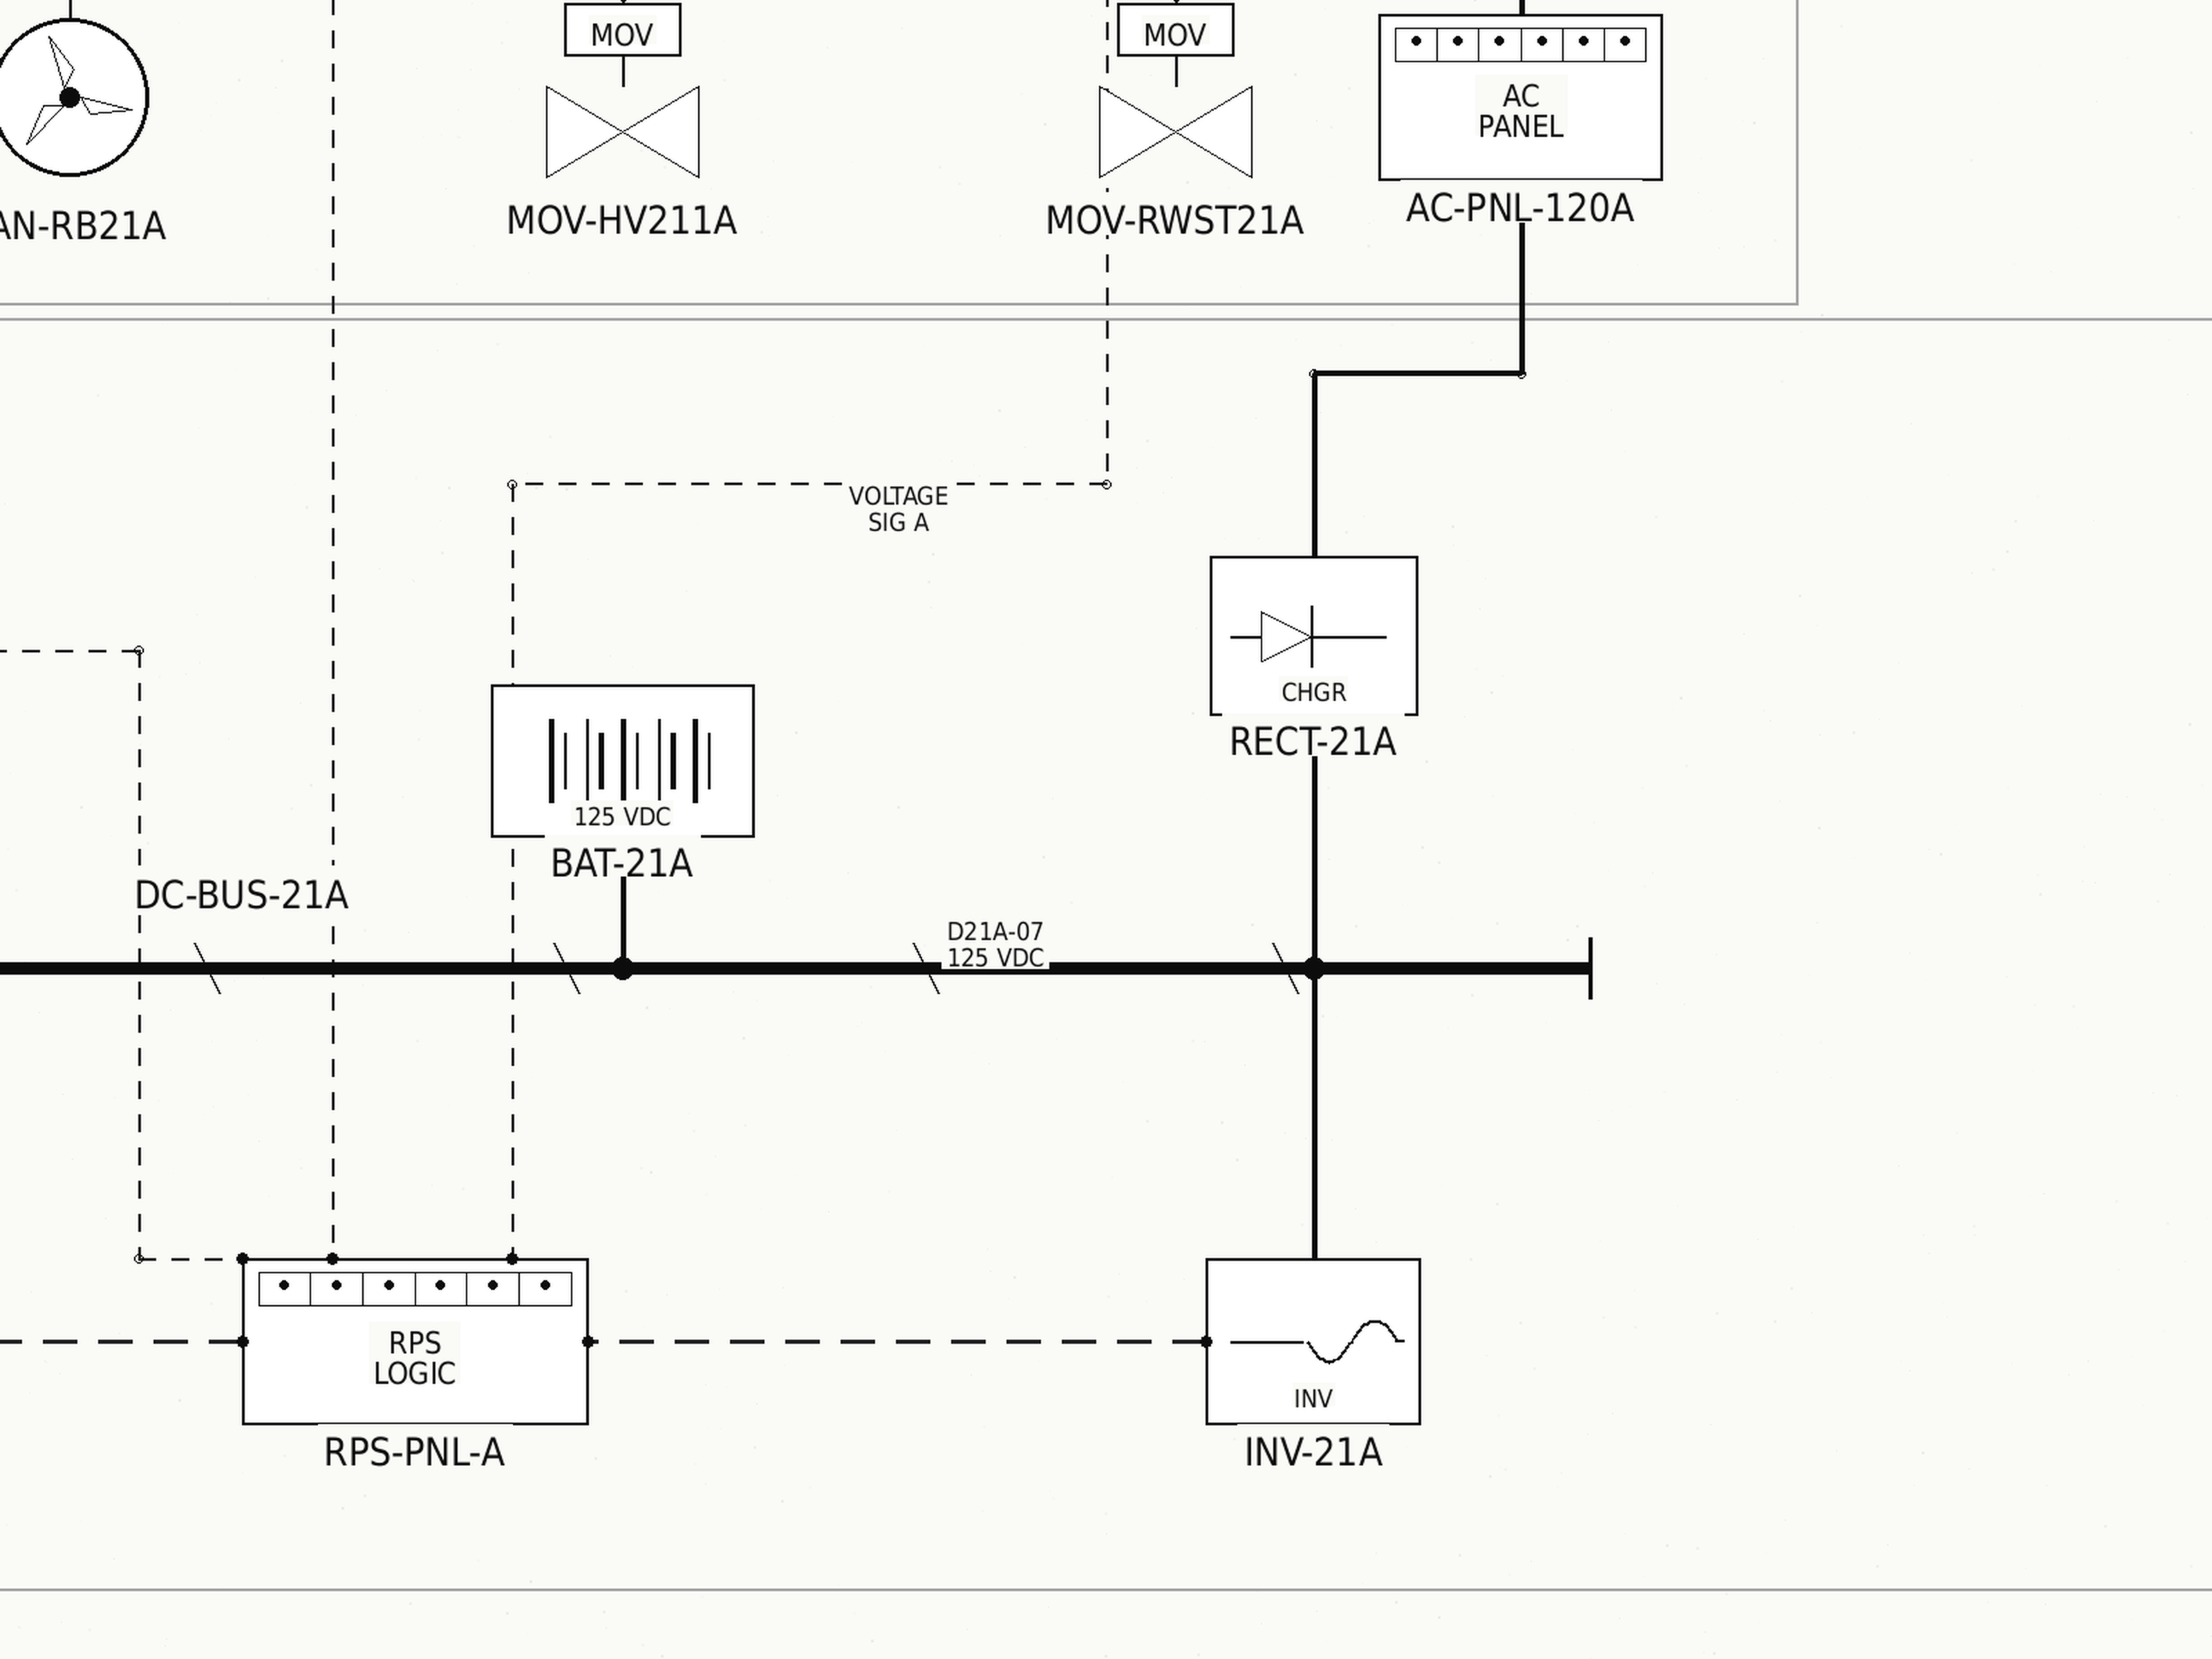 MOV
MOV
AC
PANEL
AN-RB21A
MOV-HV211A
MOV-RWST21A
AC-PNL-120A
VOLTAGE
SIG A
CHGR
RECT-21A
125 VDC
BAT-21A
DC-BUS-21A
D21A-07
125 VDC
RPS
LOGIC
RPS-PNL-A
INV
INV-21A